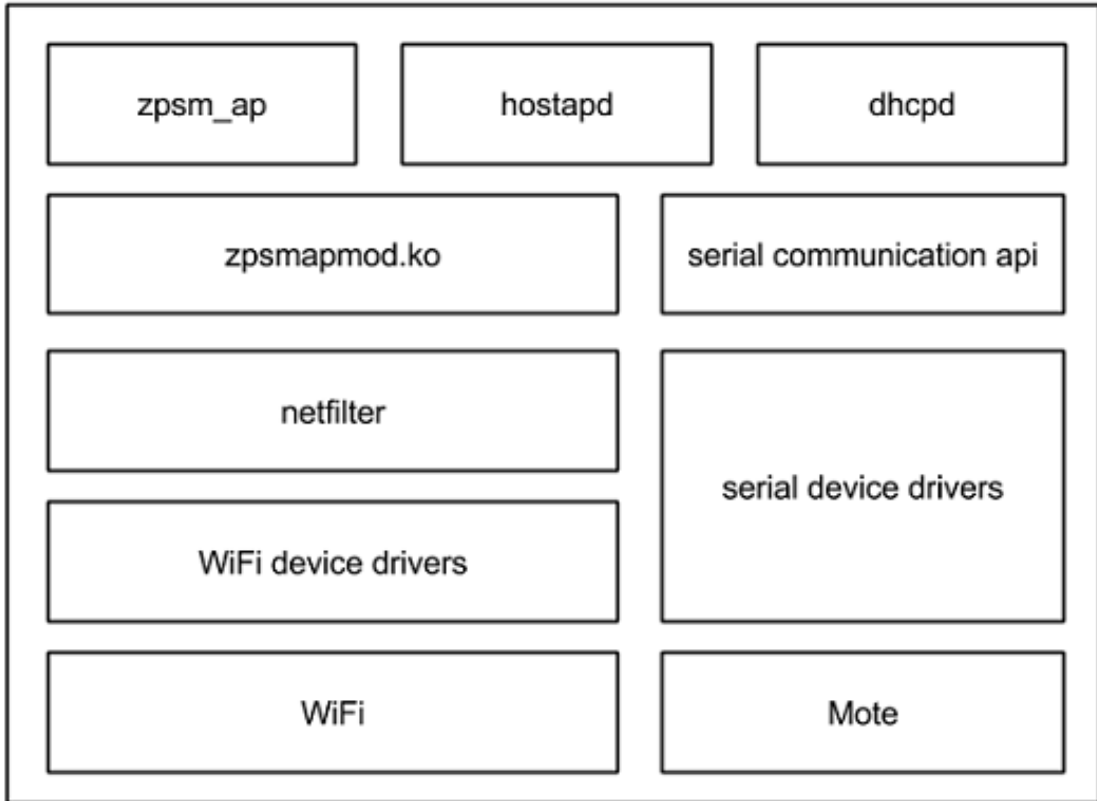 zpsm_ap
hostapd
dhcpd
zpsmapmod.ko
serial communication api
netfilter
serial device drivers
WiFi device drivers
WiFi
Mote